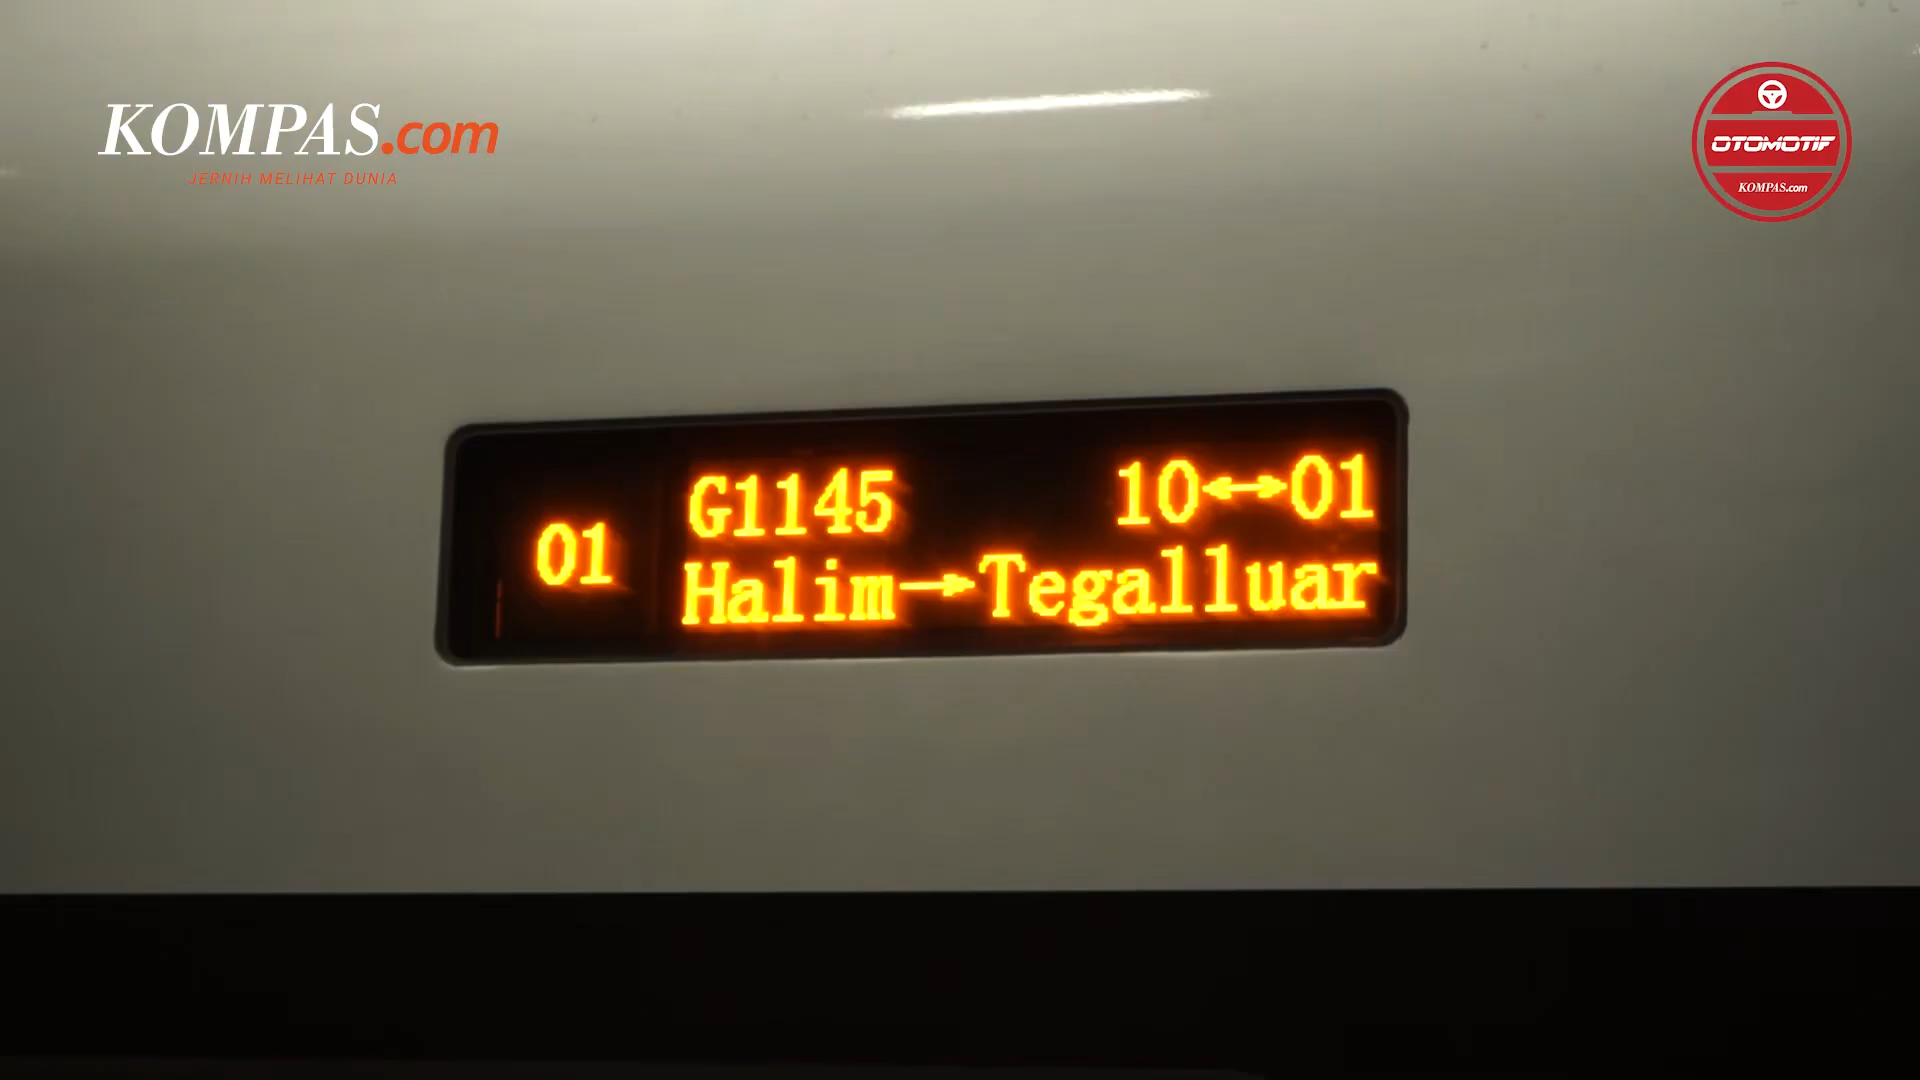 KOMPAS.com
JERNIH MELIHAT DUNIA
OTOMOTIF
KOMPAS.com
01
G1145 10↔01
Halim→Tegalluar